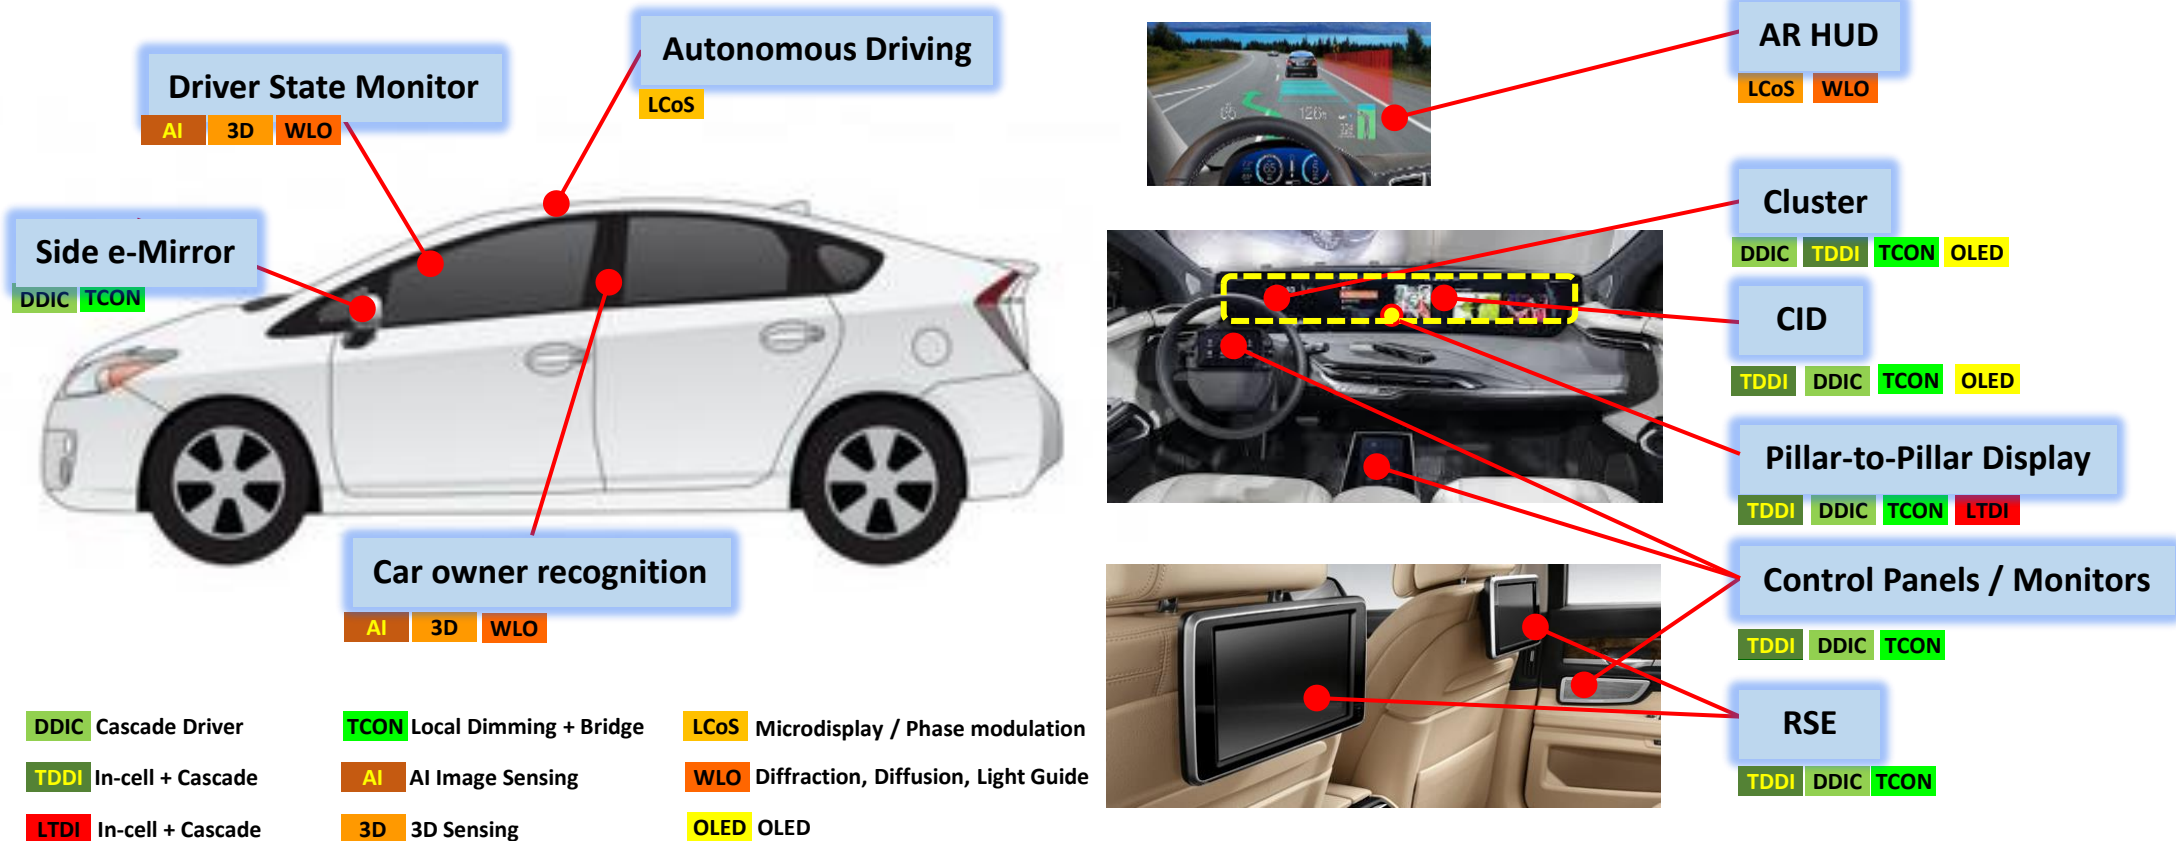 Autonomous Driving
LCoS
Driver State Monitor
AI 3D WLO
Side e-Mirror
DDIC TCON
Car owner recognition
AI 3D WLO
AR HUD
LCoS WLO
Cluster
DDIC TDDI TCON OLED
CID
TDDI DDIC TCON OLED
Pillar-to-Pillar Display
TDDI DDIC TCON LTDI
Control Panels / Monitors
TDDI DDIC TCON
RSE
TDDI DDIC TCON
DDIC Cascade Driver
TCON Local Dimming + Bridge
LCoS Microdisplay / Phase modulation
TDDI In-cell + Cascade
AI AI Image Sensing
WLO Diffraction, Diffusion, Light Guide
LTDI In-cell + Cascade
3D 3D Sensing
OLED OLED